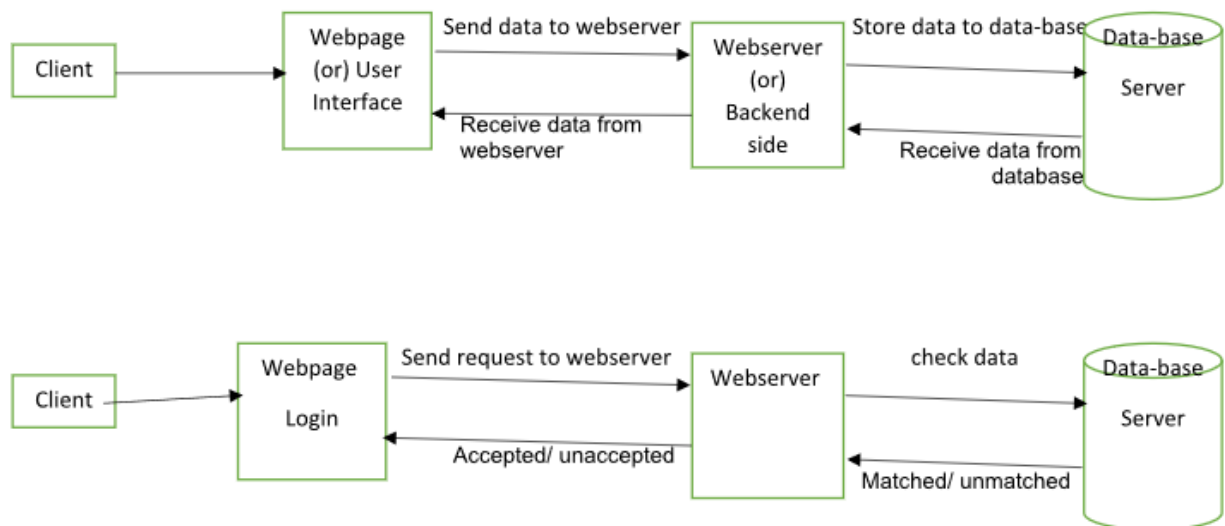 Client
Webpage
(or) User
Interface
Send data to webserver
Receive data from
webserver
Webserver
(or)
Backend
side
Store data to data-base
Receive data from
database
Data-base
Server
Client
Webpage
Login
Send request to webserver
Accepted/ unaccepted
Webserver
check data
Matched/ unmatched
Data-base
Server